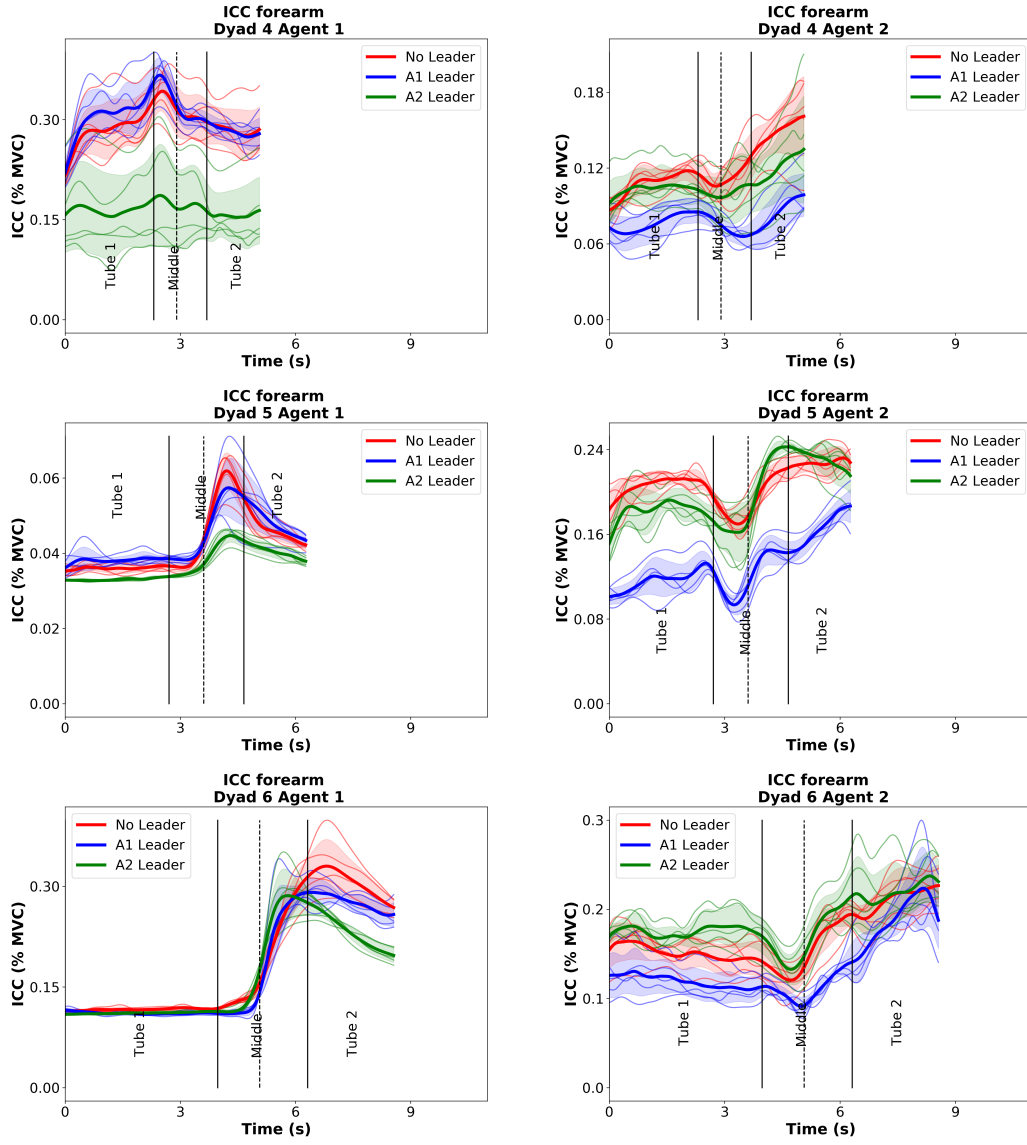 ICC forearm
Dyad 4 Agent 1
ICC (% MVC)
0.30
0.15
0.00
No Leader
A1 Leader
A2 Leader
Tube 1
Middle
Tube 2
0
3
6
9
Time (s)
ICC forearm
Dyad 4 Agent 2
ICC (% MVC)
0.18
0.12
0.06
0.00
No Leader
A1 Leader
A2 Leader
Tube 1
Middle
Tube 2
0
3
6
9
Time (s)
ICC forearm
Dyad 5 Agent 1
ICC (% MVC)
0.06
0.04
0.02
0.00
No Leader
A1 Leader
A2 Leader
Tube 1
Middle
Tube 2
0
3
6
9
Time (s)
ICC forearm
Dyad 5 Agent 2
ICC (% MVC)
0.24
0.16
0.08
0.00
No Leader
A1 Leader
A2 Leader
Tube 1
Middle
Tube 2
0
3
6
9
Time (s)
ICC forearm
Dyad 6 Agent 1
ICC (% MVC)
0.30
0.15
0.00
No Leader
A1 Leader
A2 Leader
Tube 1
Middle
Tube 2
0
3
6
9
Time (s)
ICC forearm
Dyad 6 Agent 2
ICC (% MVC)
0.3
0.2
0.1
0.0
No Leader
A1 Leader
A2 Leader
Tube 1
Middle
Tube 2
0
3
6
9
Time (s)